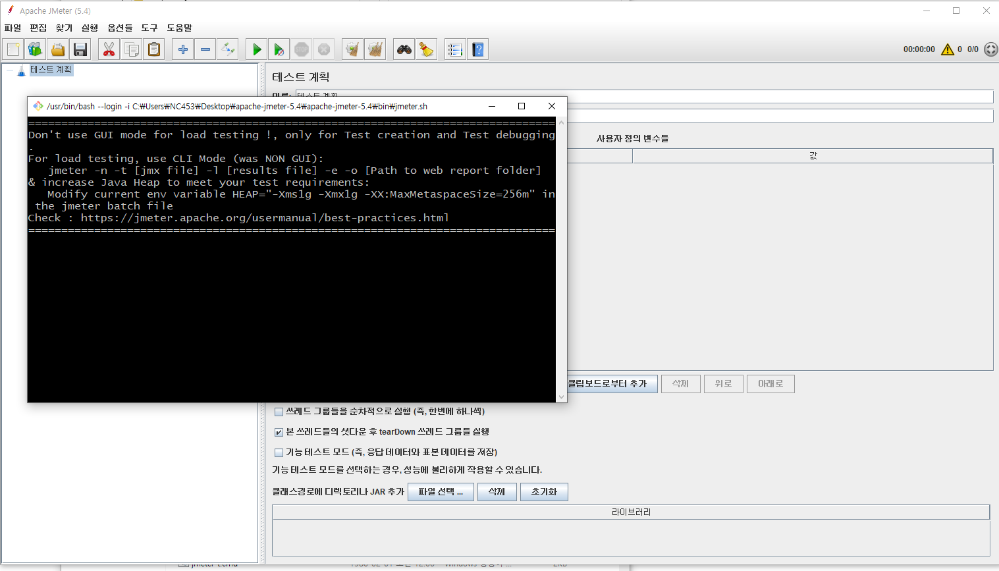 Apache JMeter (5.4)
파일 편집 찾기 실행 옵션들 도구 도움말
STOP
00:00:00 0 0/0
테스트 계획
테스트 계획
이름: 테스트 계획
/usr/bin/bash --login -i C:₩Users₩NC453₩Desktop₩apache-jmeter-5.4₩apache-jmeter-5.4₩bin₩jmeter.sh
================================================================================
Don't use GUI mode for load testing !, only for Test creation and Test debugging
.
For load testing, use CLI Mode (was NON GUI):
   jmeter -n -t [jmx file] -l [results file] -e -o [Path to web report folder]
& increase Java Heap to meet your test requirements:
   Modify current env variable HEAP="-Xms1g -Xmx1g -XX:MaxMetaspaceSize=256m" in
 the jmeter batch file
Check : https://jmeter.apache.org/usermanual/best-practices.html
================================================================================
사용자 정의 변수들
값
클립보드로부터 추가 삭제 위로 아래로
쓰레드 그룹들을 순차적으로 실행 (즉, 한번에 하나씩)
본 쓰레드들의 셧다운 후 tearDown 쓰레드 그룹들 실행
기능 테스트 모드 (즉, 응답 데이터와 표본 데이터를 저장)
기능 테스트 모드를 선택하는 경우, 성능에 불리하게 작용할 수 있습니다.
클래스경로에 디렉토리나 JAR 추가 파일 선택 ... 삭제 초기화
라이브러리